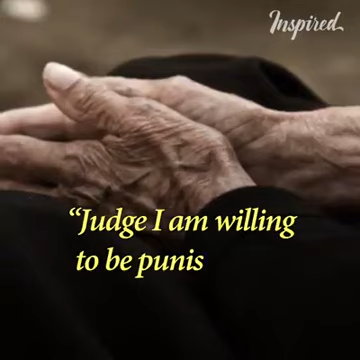 Inspired
“Judge I am willing
to be punis